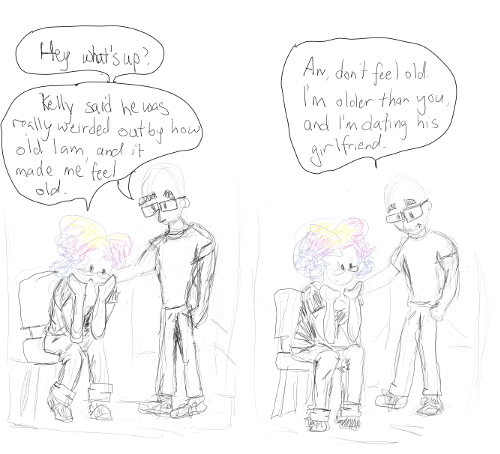 Hey what's up?
Kelly said he was
really weirded out by how
old I am and it
made me feel
old.
Aw, don't feel old.
I'm older than you,
and I'm dating his
girlfriend.